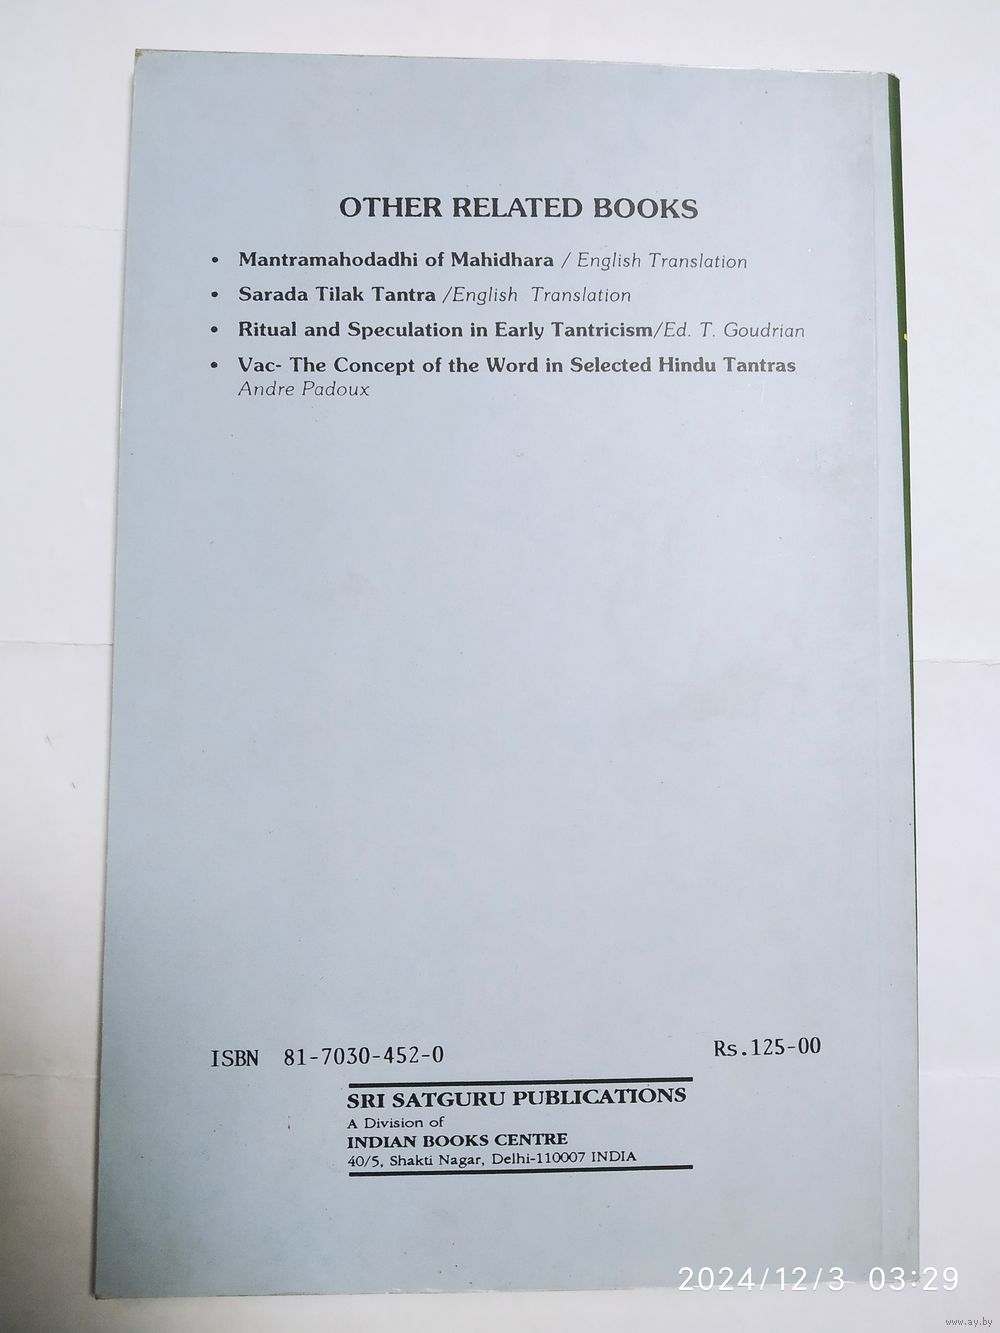 OTHER RELATED BOOKS
• Mantramahodadhi of Mahidhara / English Translation
• Sarada Tilak Tantra /English Translation
• Ritual and Speculation in Early Tantricism/Ed. T. Goudrian
• Vac- The Concept of the Word in Selected Hindu Tantras
Andre Padoux
ISBN 81-7030-452-0
Rs.125-00
SRI SATGURU PUBLICATIONS
A Division of
INDIAN BOOKS CENTRE
40/5, Shakti Nagar, Delhi-110007 INDIA
2024/12/3 03:29
www.ay.by